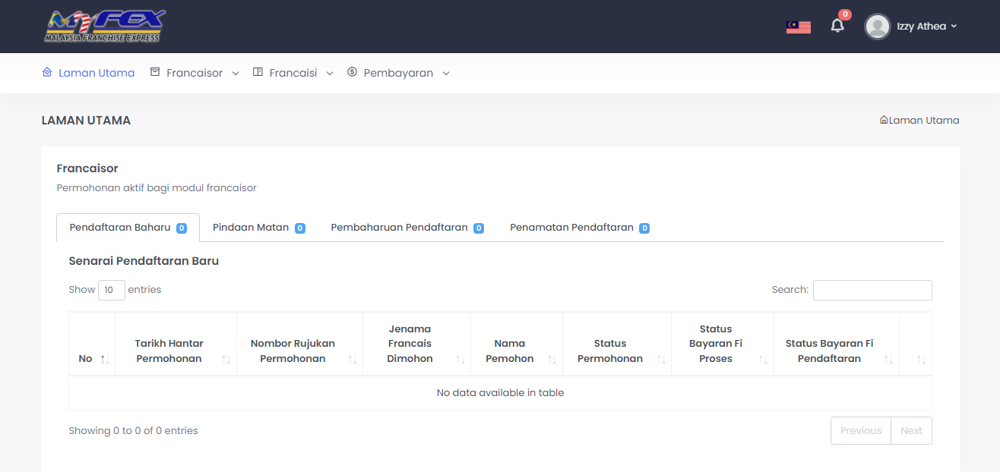 MyFEX
MALAYSIA FRANCHISE EXPRESS
0
Izzy Athea
Laman Utama
Francaisor
Francaisi
Pembayaran
LAMAN UTAMA
Laman Utama
Francaisor
Permohonan aktif bagi modul francaisor
Pendaftaran Baharu 0
Pindaan Matan 0
Pembaharuan Pendaftaran 0
Penamatan Pendaftaran 0
Senarai Pendaftaran Baru
Show 10 entries
Search:
No
Tarikh Hantar
Permohonan
Nombor Rujukan
Permohonan
Jenama
Francais
Dimohon
Nama
Pemohon
Status
Permohonan
Status
Bayaran Fi
Proses
Status Bayaran Fi
Pendaftaran
No data available in table
Showing 0 to 0 of 0 entries
Previous
Next